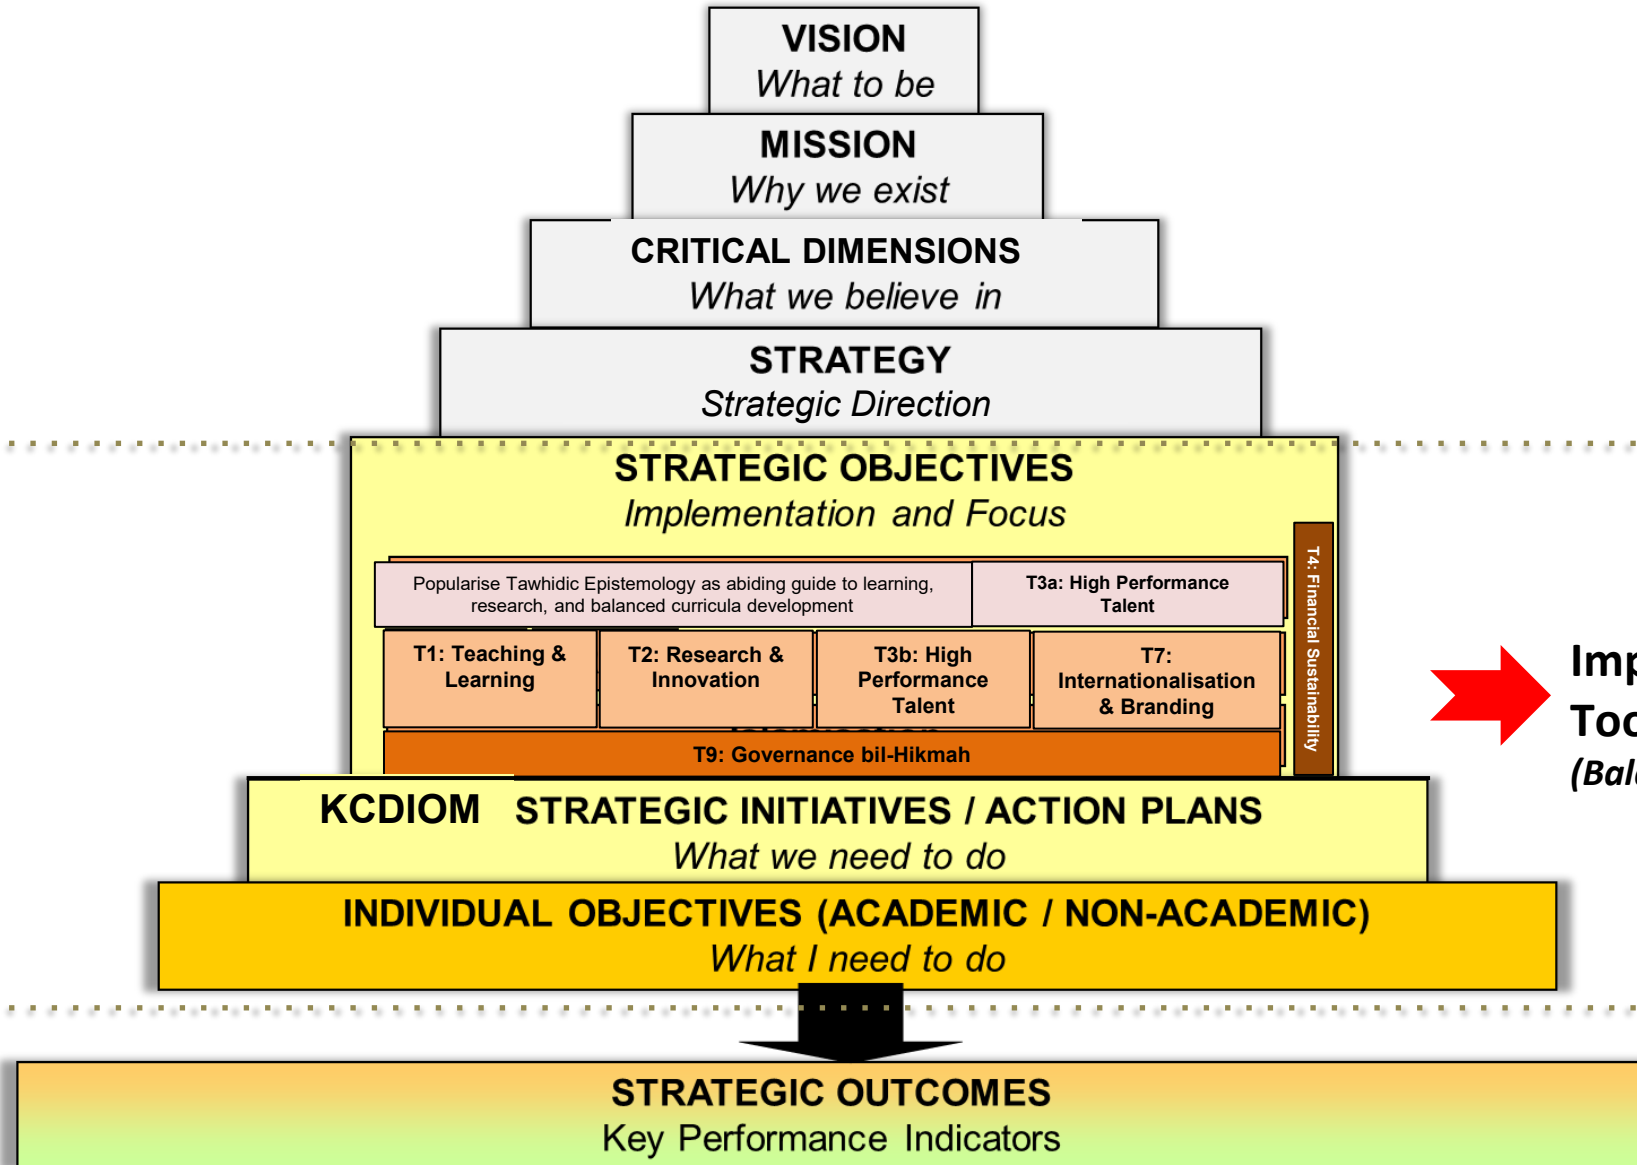 VISION
What to be
MISSION
Why we exist
CRITICAL DIMENSIONS
What we believe in
STRATEGY
Strategic Direction
STRATEGIC OBJECTIVES
Implementation and Focus
Popularise Tawhidic Epistemology as abiding guide to learning,
research, and balanced curricula development
T3a: High Performance
Talent
T4: Financial Sustainability
T1: Teaching &
Learning
T2: Research &
Innovation
T3b: High
Performance
Talent
T7:
Internationalisation
& Branding
T9: Governance bil-Hikmah
KCDIOM STRATEGIC INITIATIVES / ACTION PLANS
What we need to do
INDIVIDUAL OBJECTIVES (ACADEMIC / NON-ACADEMIC)
What I need to do
STRATEGIC OUTCOMES
Key Performance Indicators